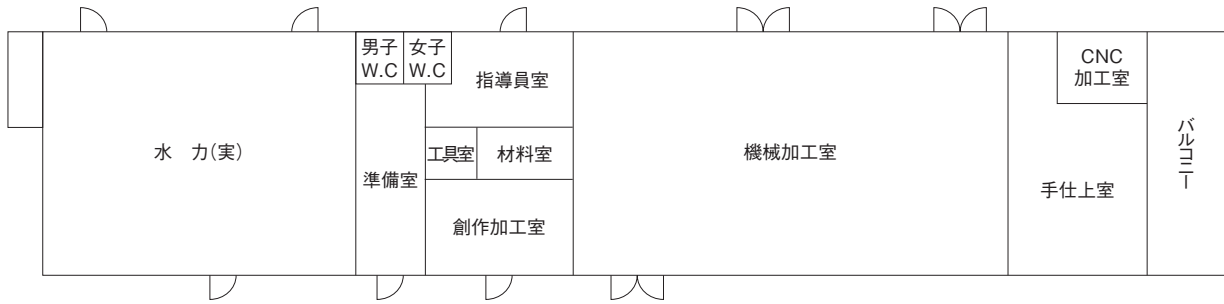 水　力(実)
男子
W.C
女子
W.C
準備室
指導員室
工具室
材料室
創作加工室
機械加工室
CNC
加工室
手仕上室
バルコニー